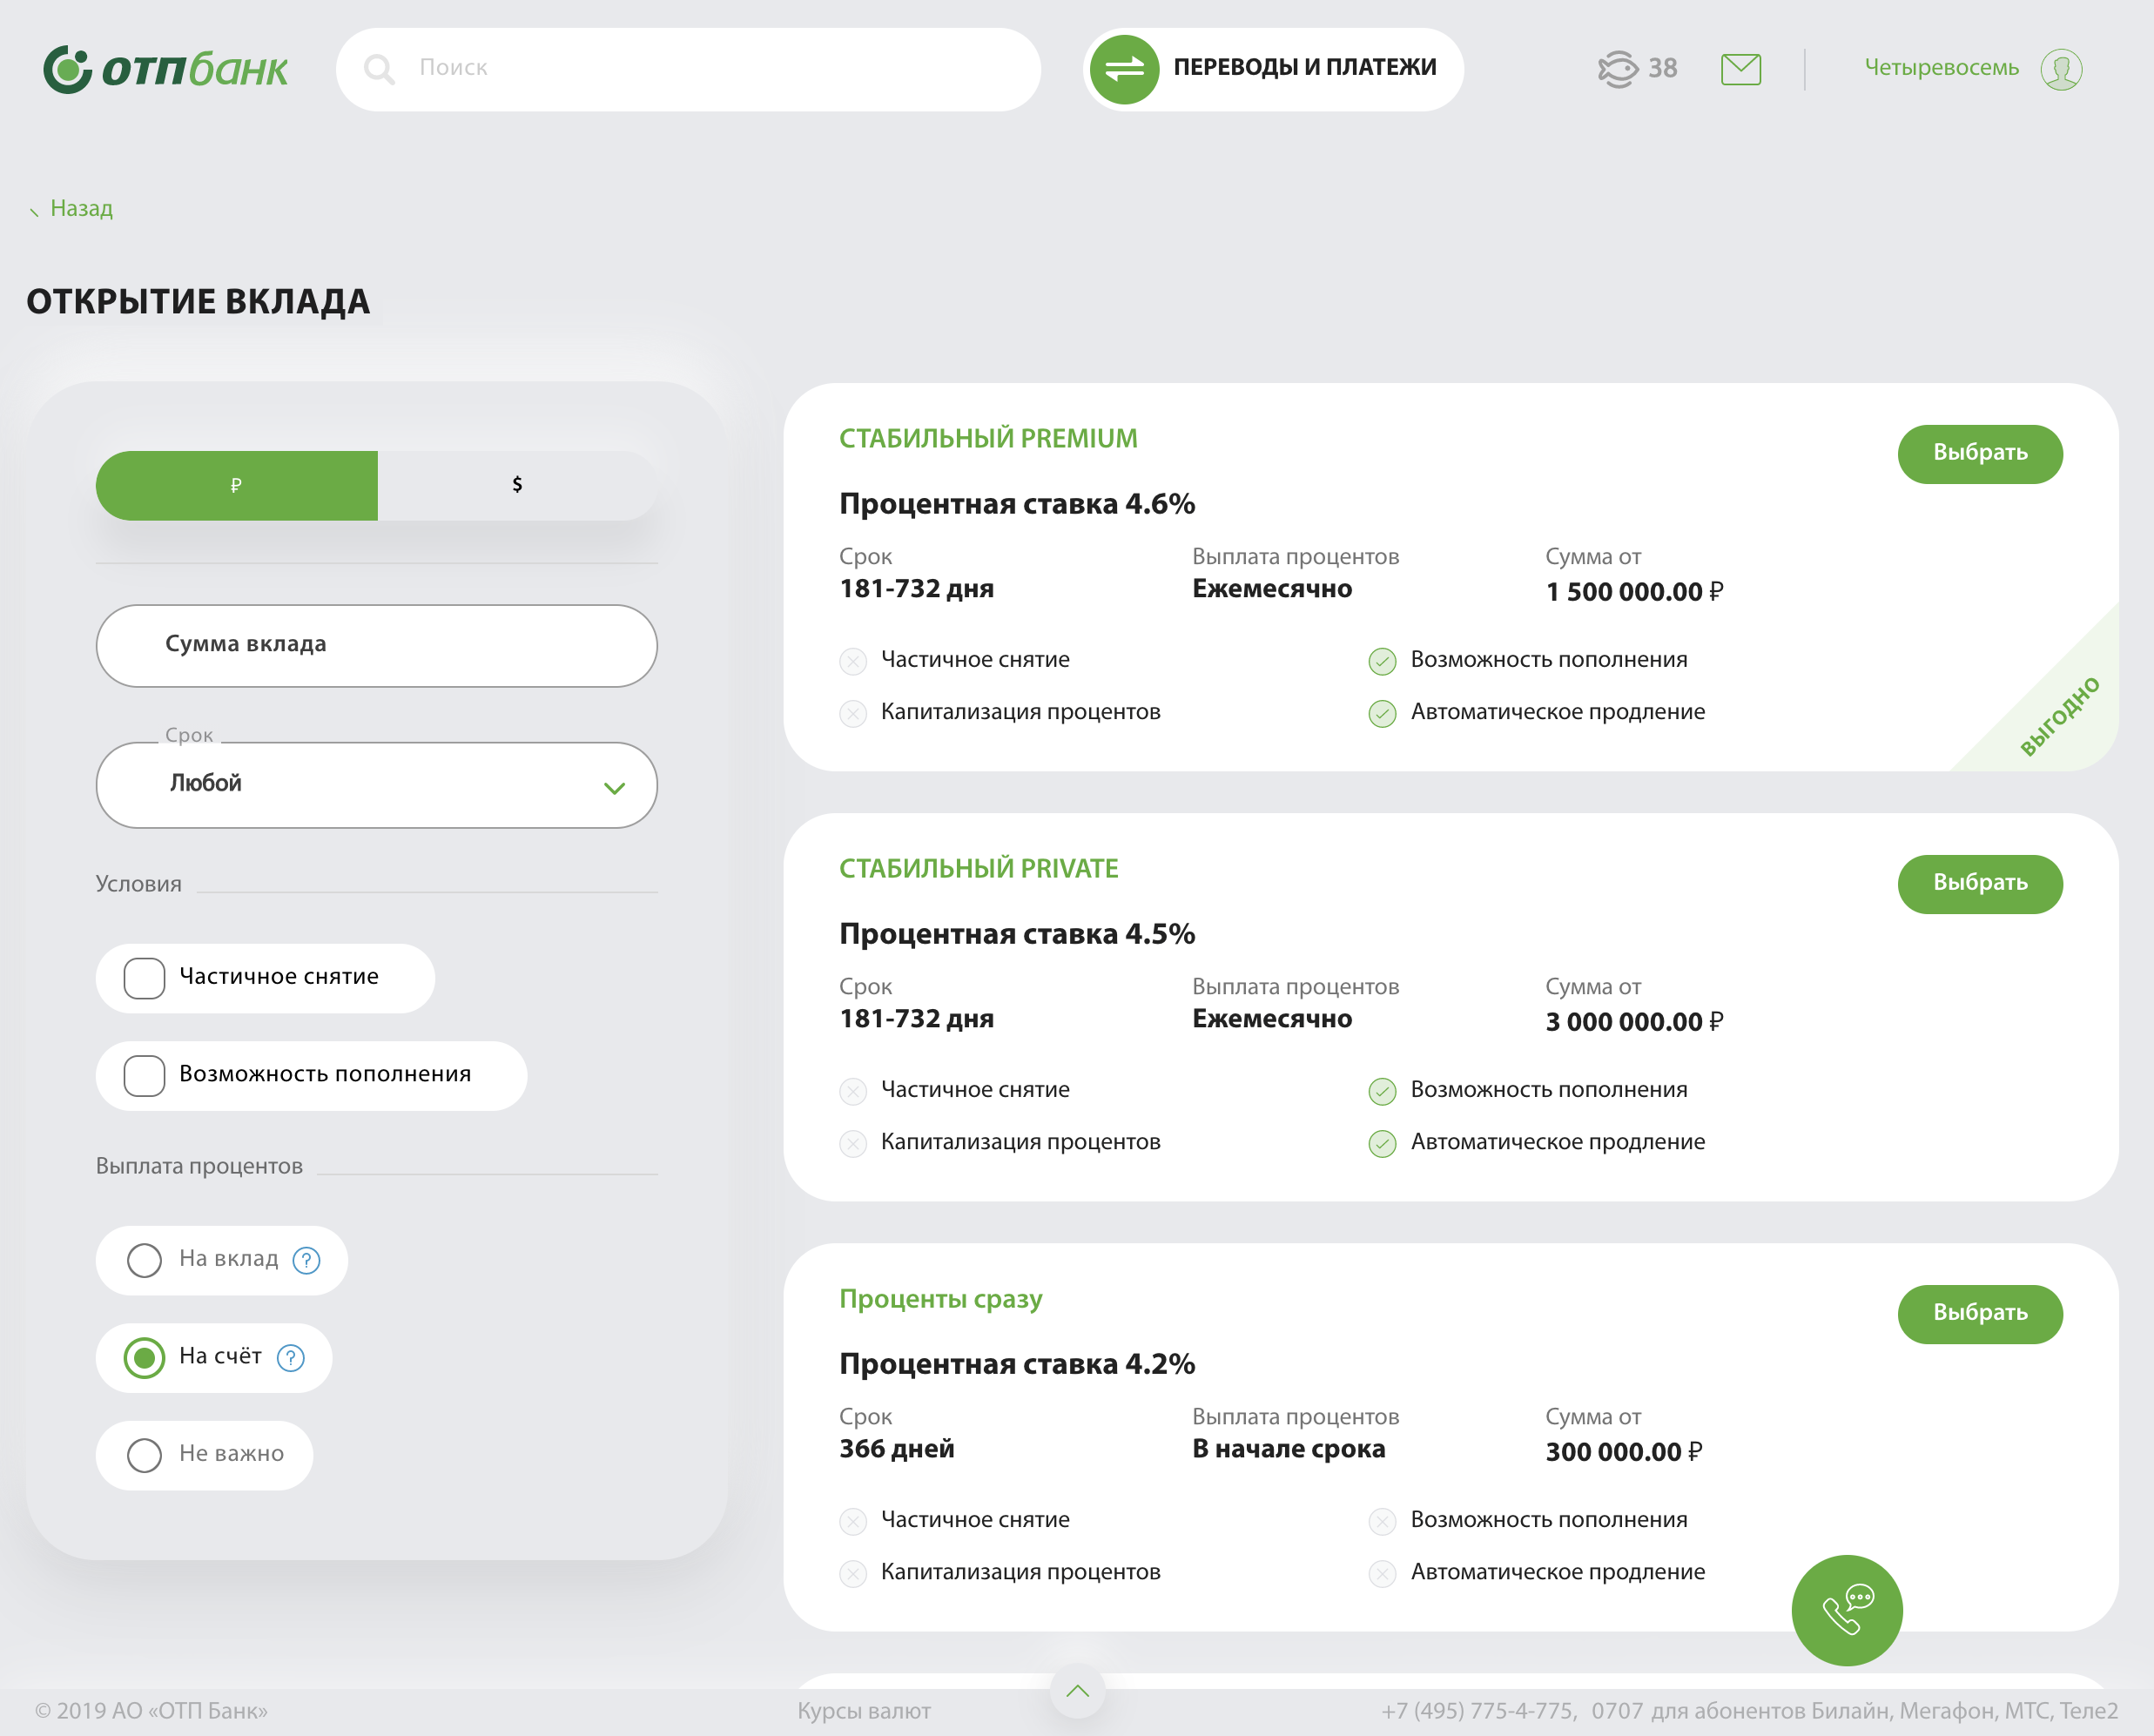 ОТПбанк
Поиск
ПЕРЕВОДЫ И ПЛАТЕЖИ
38
Четыревосемь
Назад
ОТКРЫТИЕ ВКЛАДА
₽ $
Сумма вклада
Срок
Любой
Условия
Частичное снятие
Возможность пополнения
Выплата процентов
На вклад ?
На счёт ?
Не важно
СТАБИЛЬНЫЙ PREMIUM
Выбрать
Процентная ставка 4.6%
Срок Выплата процентов Сумма от
181-732 дня Ежемесячно 1 500 000.00 ₽
Частичное снятие Возможность пополнения
Капитализация процентов Автоматическое продление
ВЫГОДНО
СТАБИЛЬНЫЙ PRIVATE
Выбрать
Процентная ставка 4.5%
Срок Выплата процентов Сумма от
181-732 дня Ежемесячно 3 000 000.00 ₽
Частичное снятие Возможность пополнения
Капитализация процентов Автоматическое продление
Проценты сразу
Выбрать
Процентная ставка 4.2%
Срок Выплата процентов Сумма от
366 дней В начале срока 300 000.00 ₽
Частичное снятие Возможность пополнения
Капитализация процентов Автоматическое продление
© 2019 АО «ОТП Банк» Курсы валют +7 (495) 775-4-775, 0707 для абонентов Билайн, Мегафон, МТС, Теле2